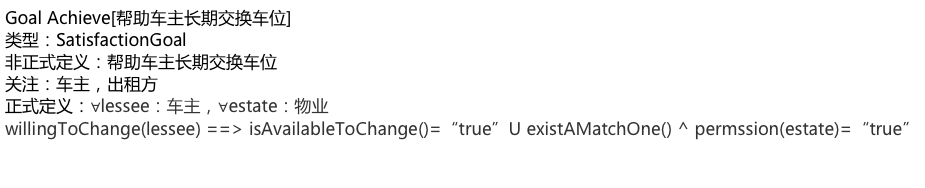 Goal Achieve[帮助车主长期交换车位]
类型：SatisfactionGoal
非正式定义：帮助车主长期交换车位
关注：车主，出租方
正式定义：∀lessee：车主，∀estate：物业
willingToChange(lessee) ==> isAvailableToChange()=“true” U existAMatchOne() ^ permssion(estate)=“true”